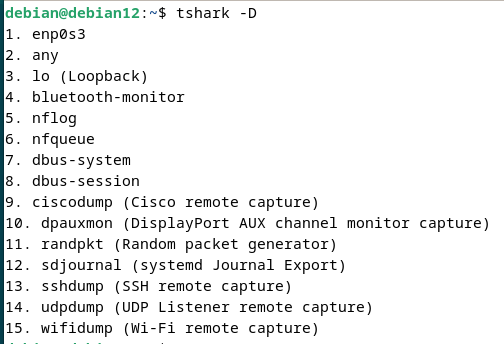 debian@debian12:~$ tshark -D
1. enp0s3
2. any
3. lo (Loopback)
4. bluetooth-monitor
5. nflog
6. nfqueue
7. dbus-system
8. dbus-session
9. ciscodump (Cisco remote capture)
10. dpauxmon (DisplayPort AUX channel monitor capture)
11. randpkt (Random packet generator)
12. sdjournal (systemd Journal Export)
13. sshdump (SSH remote capture)
14. udpdump (UDP Listener remote capture)
15. wifidump (Wi-Fi remote capture)